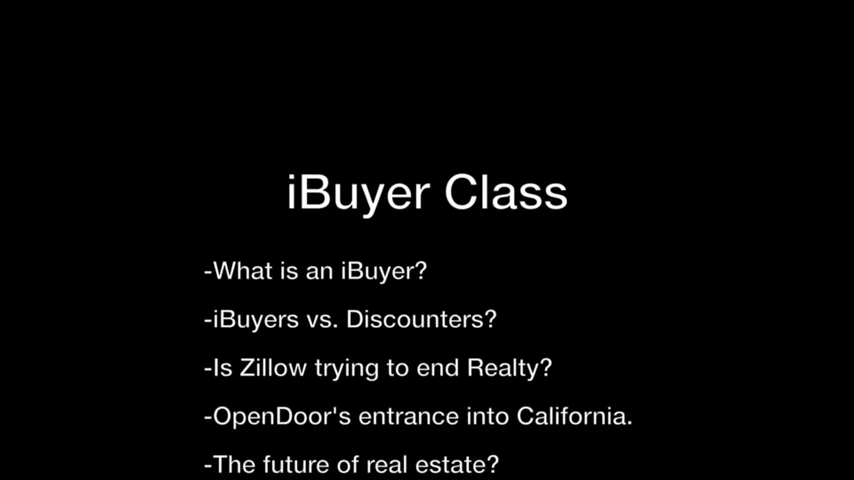 iBuyer Class
-What is an iBuyer?
-iBuyers vs. Discounters?
-Is Zillow trying to end Realty?
-OpenDoor's entrance into California.
-The future of real estate?